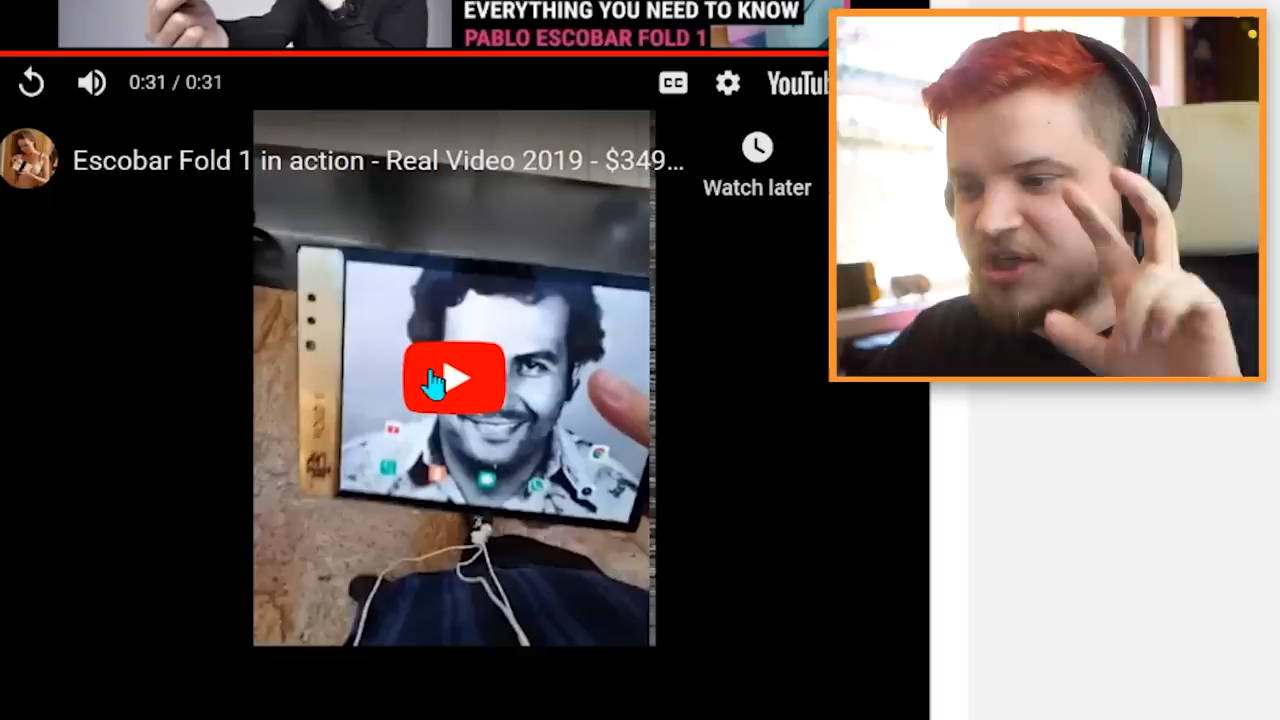 EVERYTHING YOU NEED TO KNOW
PABLO ESCOBAR FOLD 1
0:31 / 0:31
CC
YouTub
Escobar Fold 1 in action - Real Video 2019 - $349...
Watch later